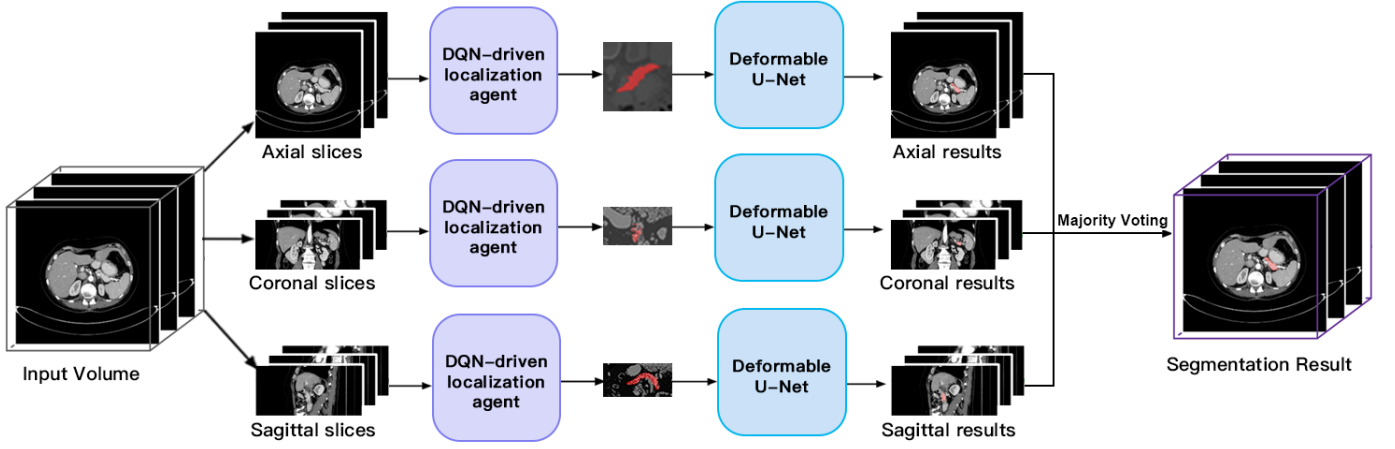 DQN-driven
localization
agent
Deformable
U-Net
Axial slices
Axial results
DQN-driven
localization
agent
Deformable
U-Net
Majority Voting
Coronal slices
Coronal results
Input Volume
Segmentation Result
DQN-driven
localization
agent
Deformable
U-Net
Sagittal slices
Sagittal results